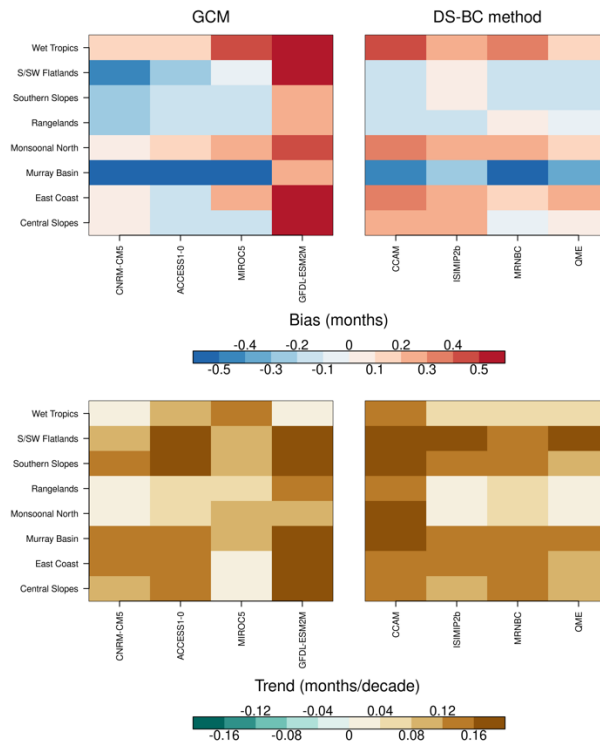 GCM
DS-BC method
Wet Tropics
S/SW Flatlands
Southern Slopes
Rangelands
Monsoonal North
Murray Basin
East Coast
Central Slopes
CNRM-CM5
ACCESS1-0
MIROC5
GFDL-ESM2M
CCAM
ISIMIP2b
MRNBC
QME
Bias (months)
-0.4 -0.2 0 0.2 0.4
-0.5 -0.3 -0.1 0.1 0.3 0.5
Wet Tropics
S/SW Flatlands
Southern Slopes
Rangelands
Monsoonal North
Murray Basin
East Coast
Central Slopes
CNRM-CM5
ACCESS1-0
MIROC5
GFDL-ESM2M
CCAM
ISIMIP2b
MRNBC
QME
Trend (months/decade)
-0.12 -0.04 0.04 0.12
-0.16 -0.08 0 0.08 0.16